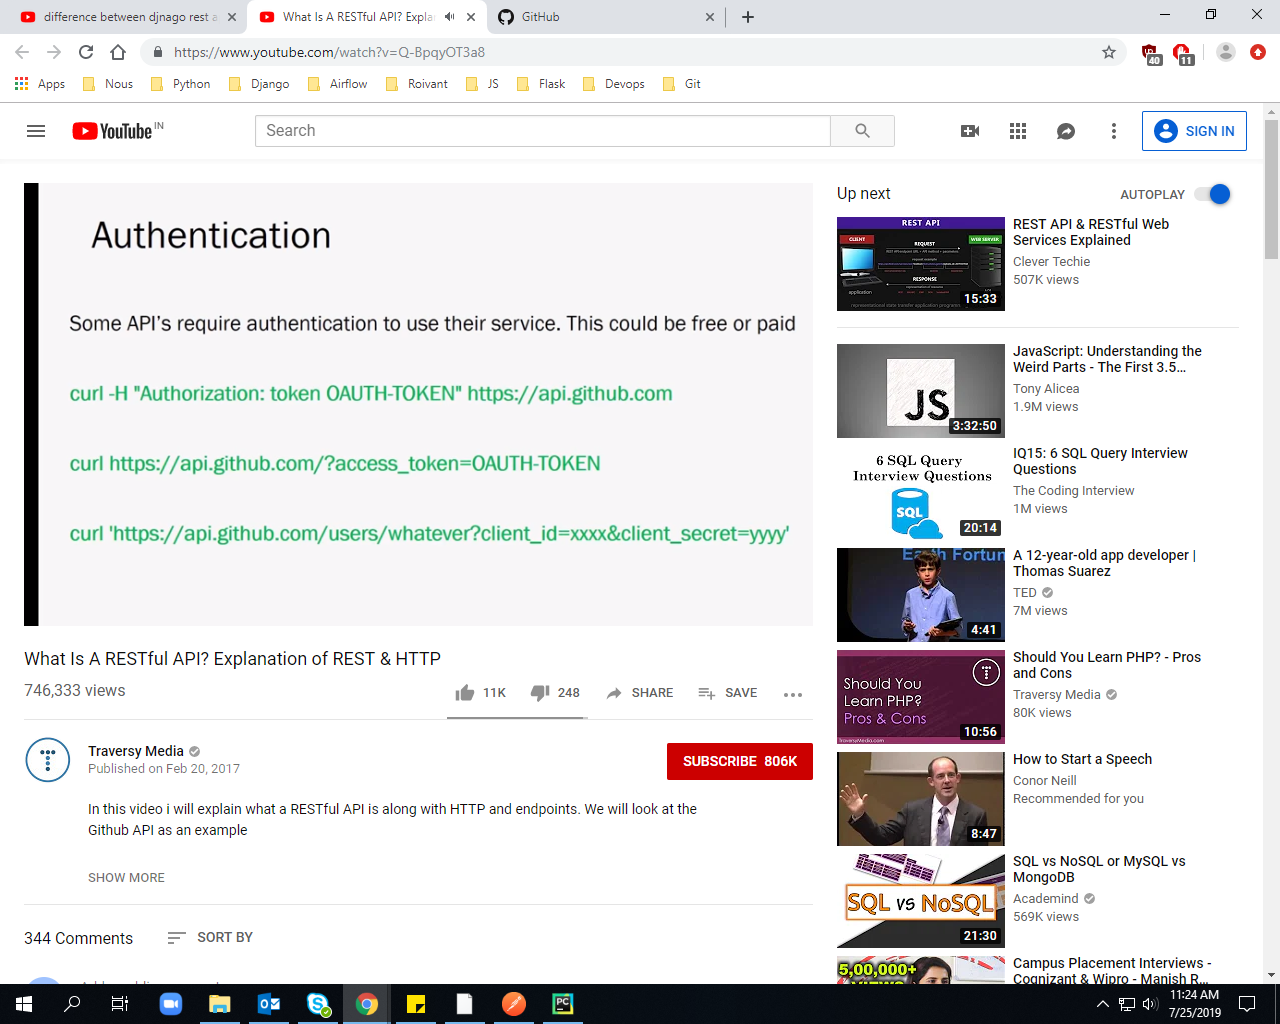 difference between djnago rest a
What Is A RESTful API? Expla
GitHub
https://www.youtube.com/watch?v=Q-BpqyOT3a8
40
11
Apps
Nous
Python
Django
Airflow
Roivant
JS
Flask
Devops
Git
YouTube IN
Search
SIGN IN
Authentication
Some API's require authentication to use their service. This could be free or paid
curl -H "Authorization: token OAUTH-TOKEN" https://api.github.com
curl https://api.github.com/?access_token=OAUTH-TOKEN
curl 'https://api.github.com/users/whatever?client_id=xxxx&client_secret=yyyy'
What Is A RESTful API? Explanation of REST & HTTP
746,333 views
11K
248
SHARE
SAVE
Traversy Media
Published on Feb 20, 2017
SUBSCRIBE 806K
In this video i will explain what a RESTful API is along with HTTP and endpoints. We will look at the
Github API as an example
SHOW MORE
344 Comments
SORT BY
Up next
AUTOPLAY
REST API
CLIENT
WEB SERVER
REQUEST
RESPONSE
application
15:33
REST API & RESTful Web
Services Explained
Clever Techie
507K views
JS
3:32:50
JavaScript: Understanding the
Weird Parts - The First 3.5...
Tony Alicea
1.9M views
6 SQL Query
Interview Questions
SQL
20:14
IQ15: 6 SQL Query Interview
Questions
The Coding Interview
1M views
Earth Fortun
4:41
A 12-year-old app developer |
Thomas Suarez
TED
7M views
Should You
Learn PHP?
Pros & Cons
TraversyMedia.com
10:56
Should You Learn PHP? - Pros
and Cons
Traversy Media
80K views
8:47
How to Start a Speech
Conor Neill
Recommended for you
SQL vs NoSQL
21:30
SQL vs NoSQL or MySQL vs
MongoDB
Academind
569K views
5,00,000+
VIEWS
Campus Placement Interviews -
Cognizant & Wipro - Manish R...
11:24 AM
7/25/2019